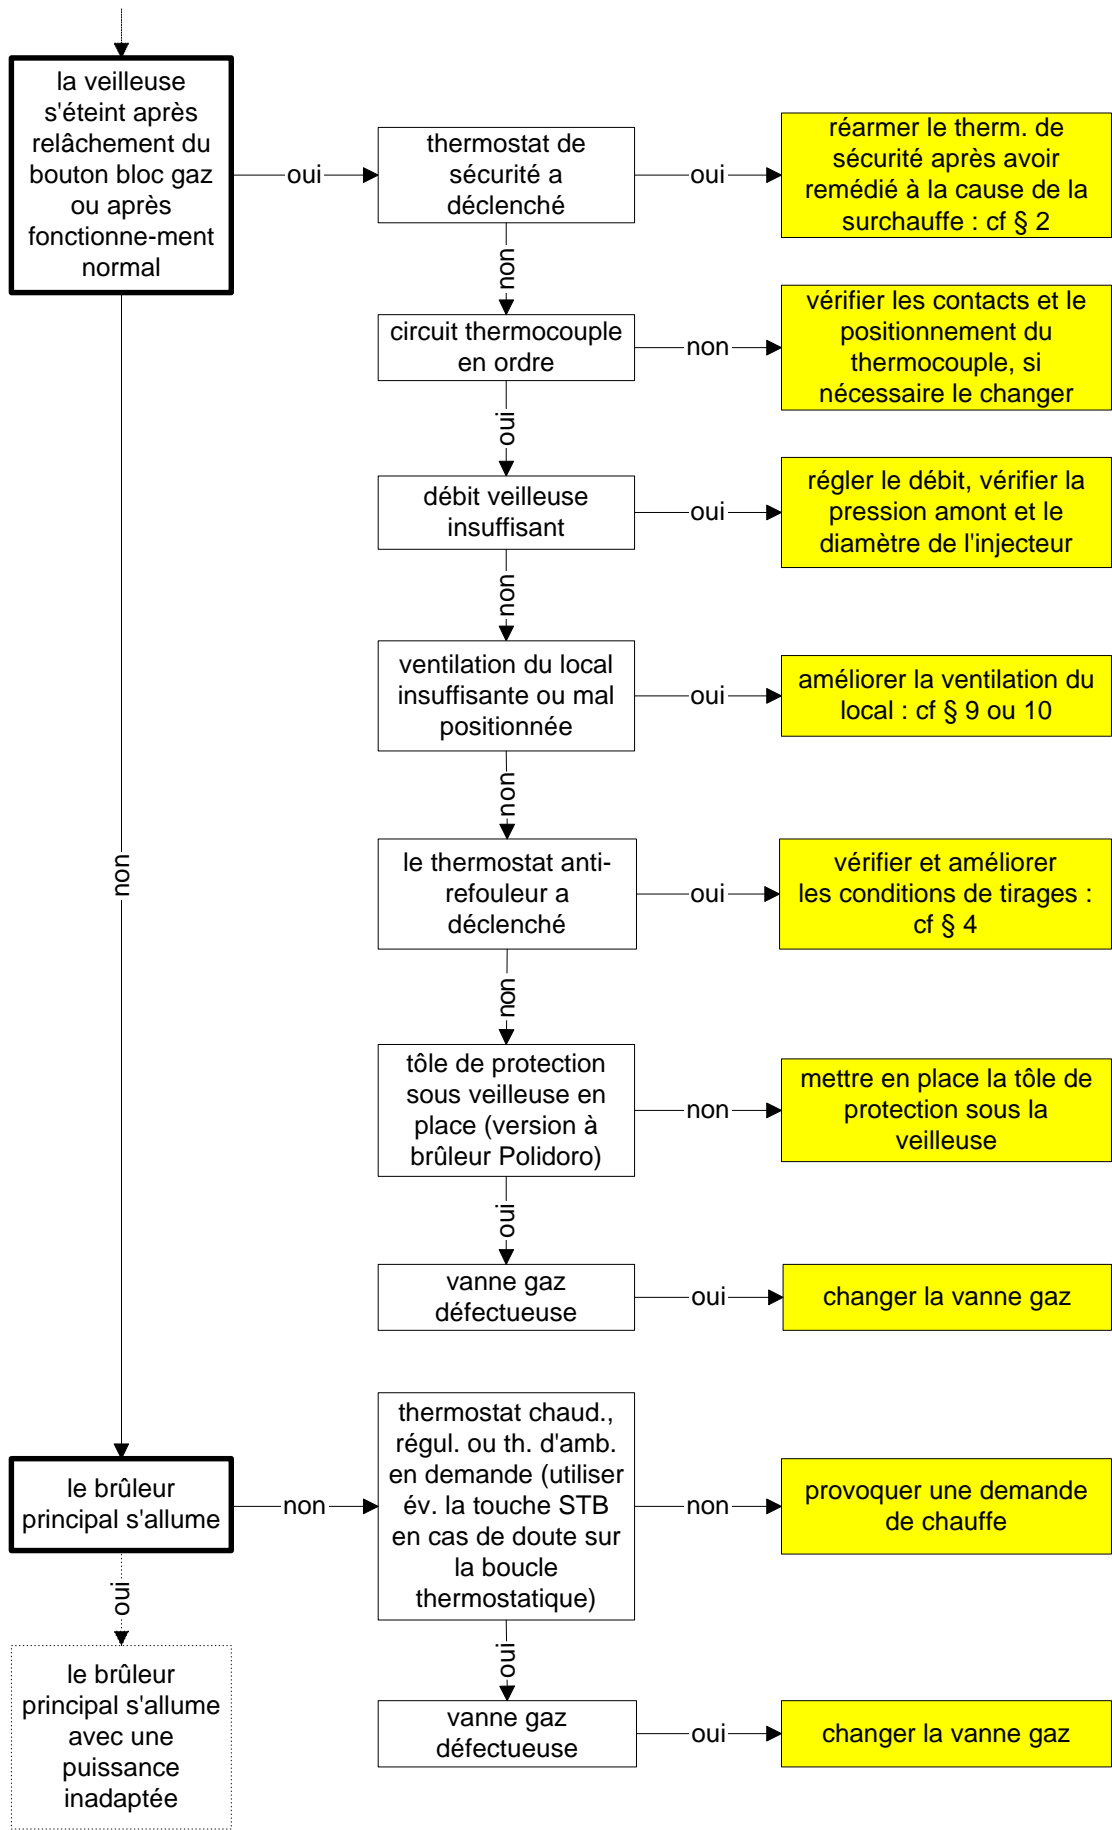 la veilleuse
s'éteint après
relâchement du
bouton bloc gaz
ou après
fonctionne-ment
normal
oui
thermostat de
sécurité a
déclenché
oui
réarmer le therm. de
sécurité après avoir
remédié à la cause de la
surchauffe : cf § 2
non
circuit thermocouple
en ordre
non
vérifier les contacts et le
positionnement du
thermocouple, si
nécessaire le changer
oui
débit veilleuse
insuffisant
oui
régler le débit, vérifier la
pression amont et le
diamètre de l'injecteur
non
ventilation du local
insuffisante ou mal
positionnée
oui
améliorer la ventilation du
local : cf § 9 ou 10
non
le thermostat anti-
refouleur a
déclenché
oui
vérifier et améliorer
les conditions de tirages :
cf § 4
non
tôle de protection
sous veilleuse en
place (version à
brûleur Polidoro)
non
mettre en place la tôle de
protection sous la
veilleuse
oui
vanne gaz
défectueuse
oui
changer la vanne gaz
non
le brûleur
principal s'allume
non
thermostat chaud.,
régul. ou th. d'amb.
en demande (utiliser
év. la touche STB
en cas de doute sur
la boucle
thermostatique)
non
provoquer une demande
de chauffe
oui
vanne gaz
défectueuse
oui
changer la vanne gaz
oui
le brûleur
principal s'allume
avec une
puissance
inadaptée